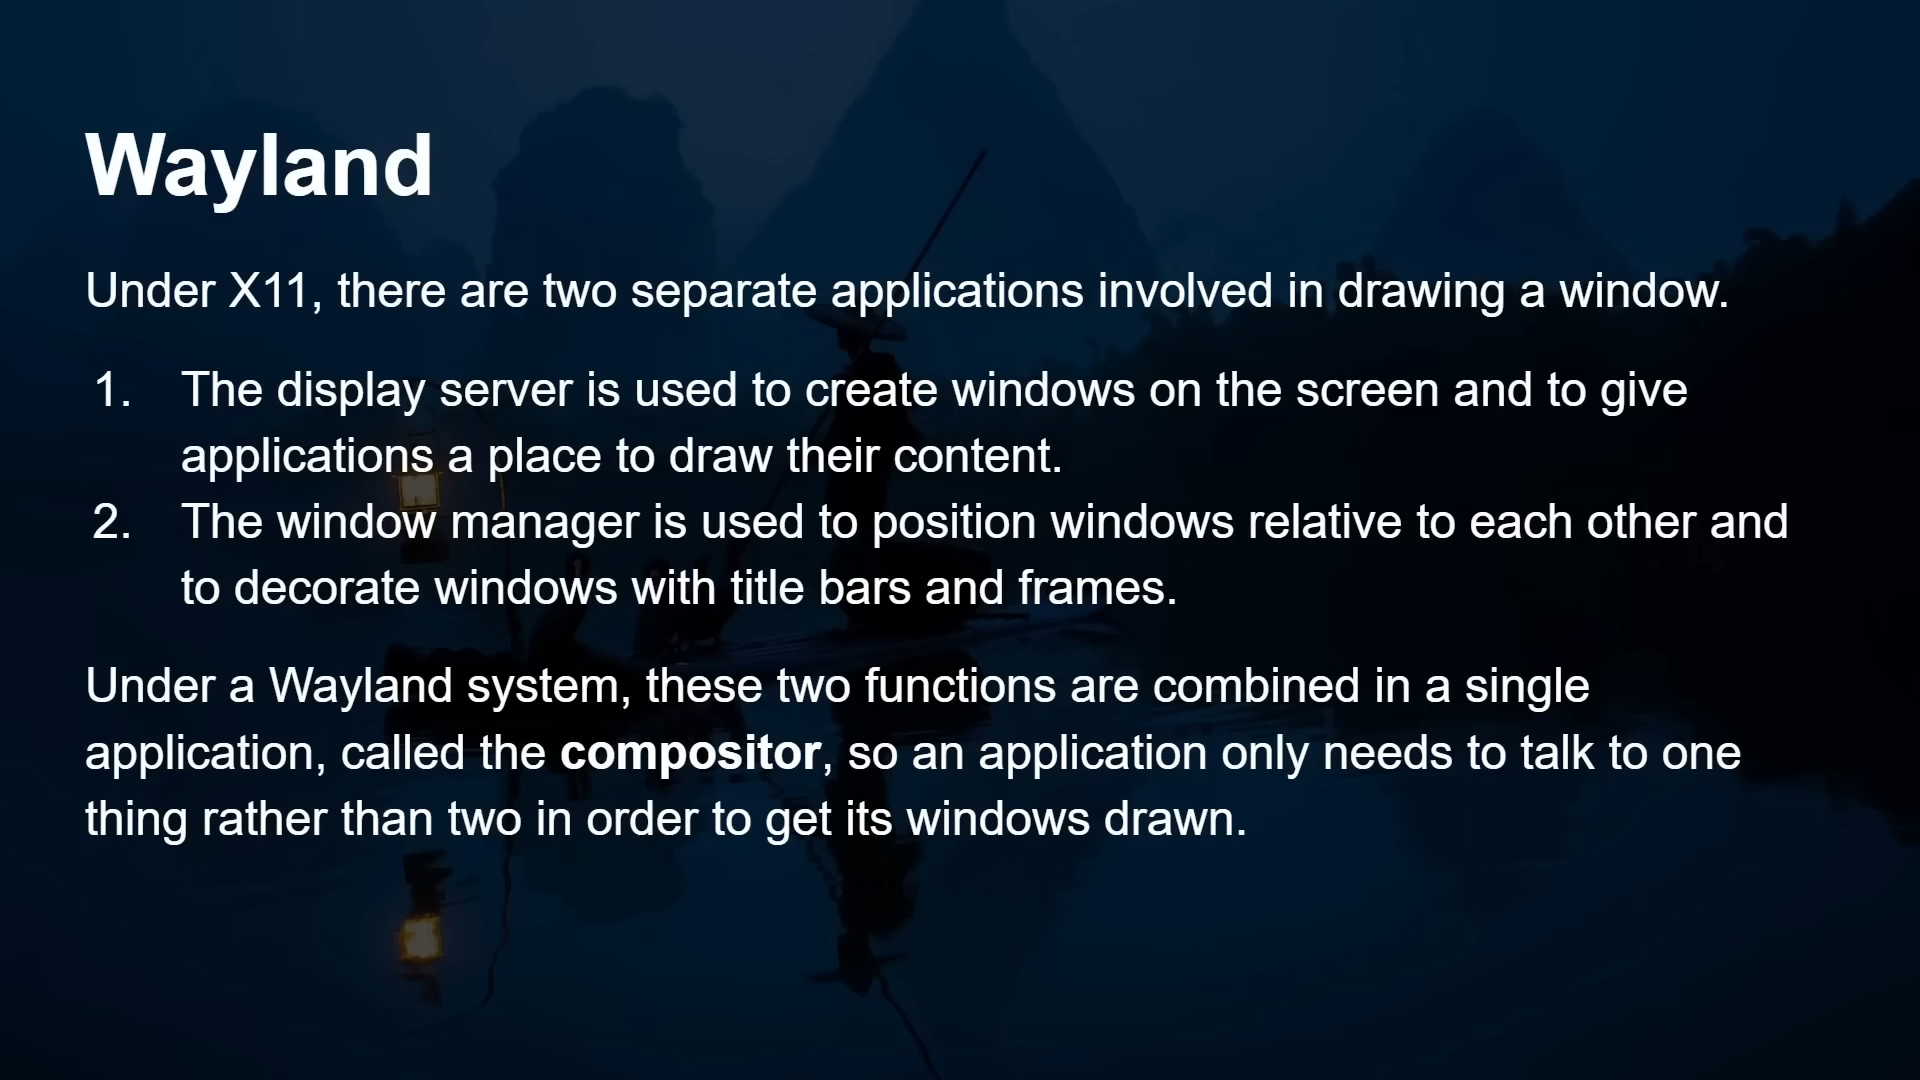 Wayland
Under X11, there are two separate applications involved in drawing a window.
1. The display server is used to create windows on the screen and to give
applications a place to draw their content.
2. The window manager is used to position windows relative to each other and
to decorate windows with title bars and frames.
Under a Wayland system, these two functions are combined in a single
application, called the compositor, so an application only needs to talk to one
thing rather than two in order to get its windows drawn.